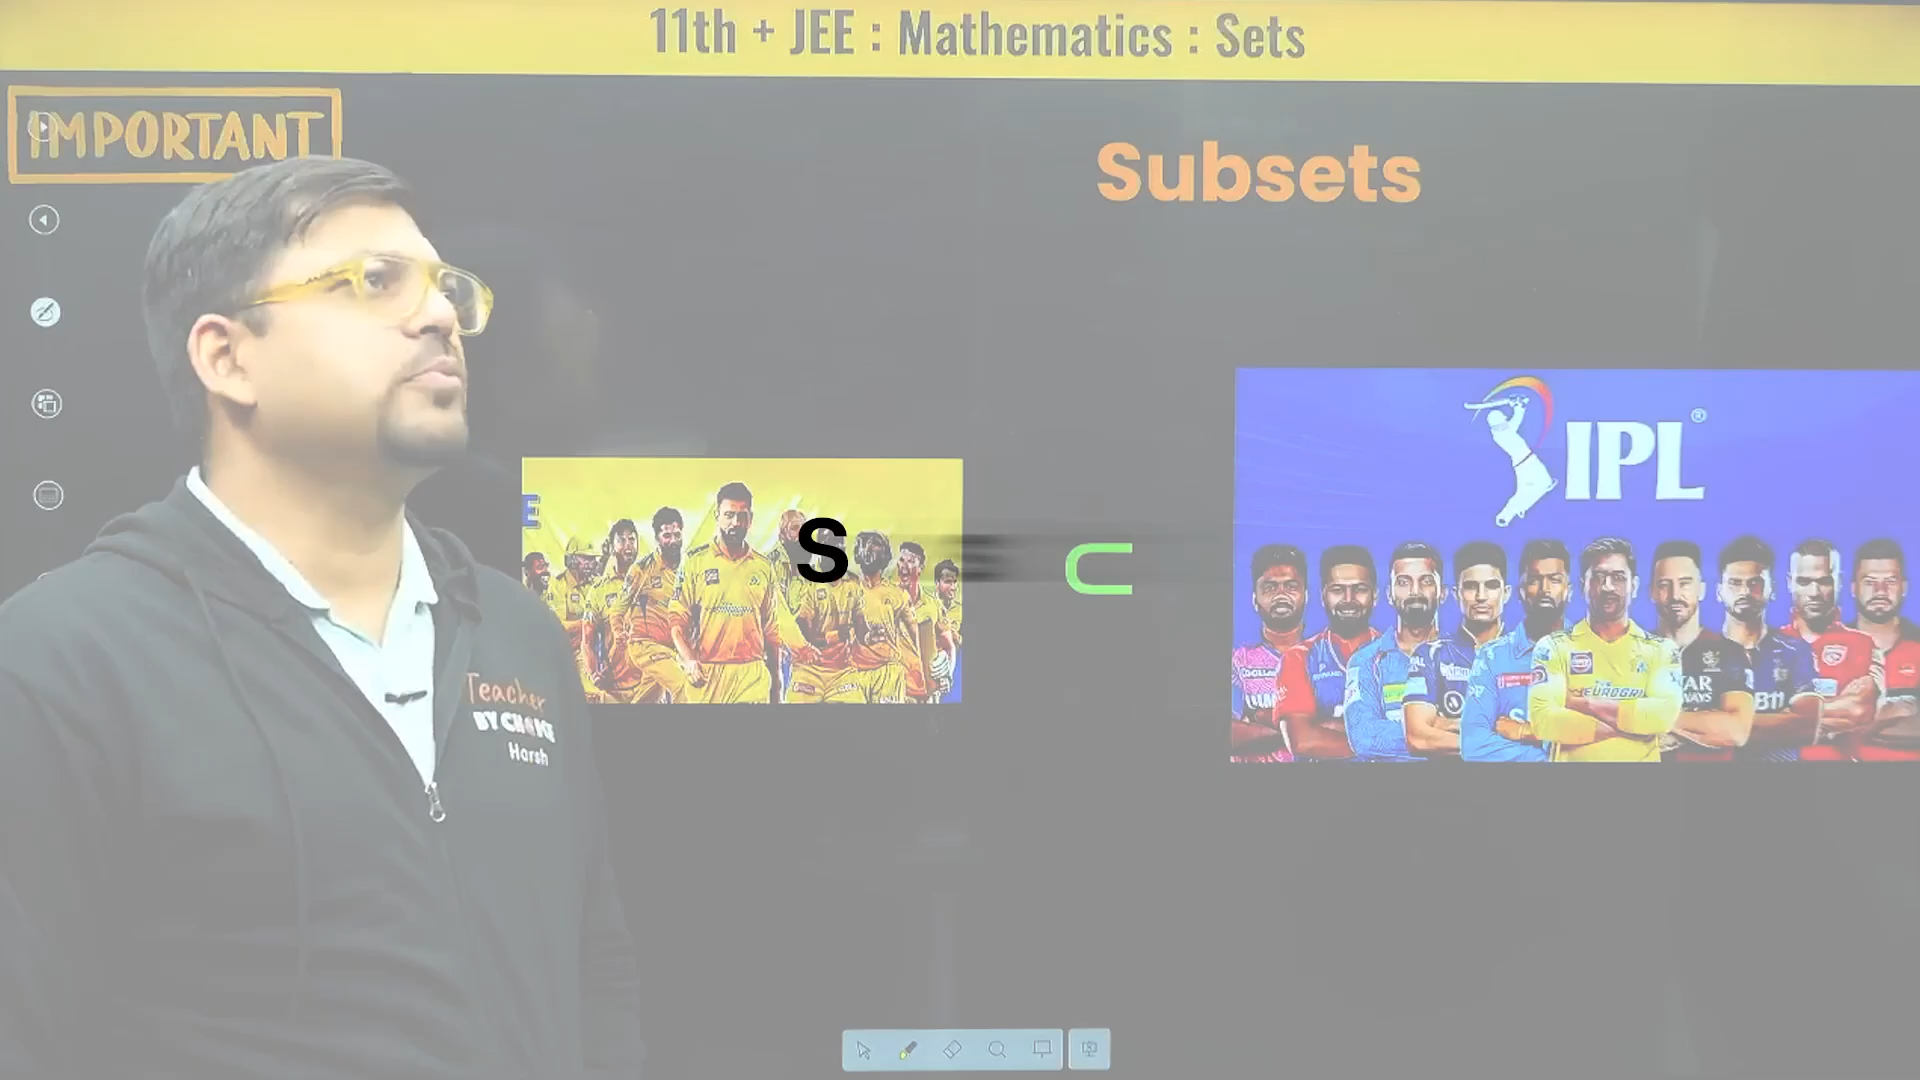 11th + JEE : Mathematics : Sets
IMPORTANT
Subsets
IPL
E
S
⊂
Teacher
BY CHOICE
Harsh